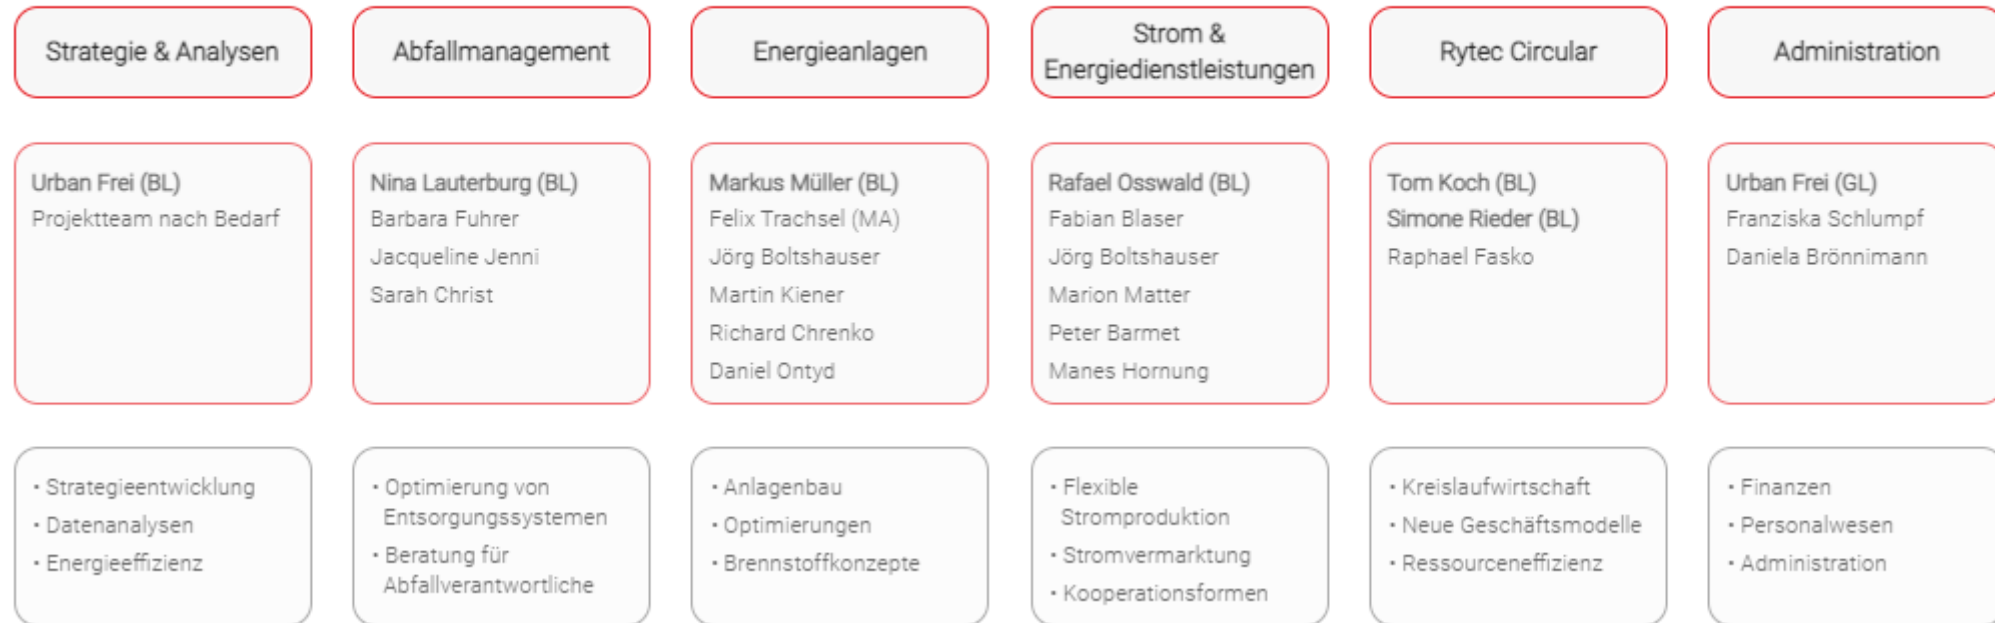 Strategie & Analysen
Abfallmanagement
Energieanlagen
Strom &
Energiedienstleistungen
Rytec Circular
Administration
Urban Frei (BL)
Projektteam nach Bedarf
Nina Lauterburg (BL)
Barbara Fuhrer
Jacqueline Jenni
Sarah Christ
Markus Müller (BL)
Felix Trachsel (MA)
Jörg Boltshauser
Martin Kiener
Richard Chrenko
Daniel Ontyd
Rafael Osswald (BL)
Fabian Blaser
Jörg Boltshauser
Marion Matter
Peter Barmet
Manes Hornung
Tom Koch (BL)
Simone Rieder (BL)
Raphael Fasko
Urban Frei (GL)
Franziska Schlumpf
Daniela Brönnimann
• Strategieentwicklung
• Datenanalysen
• Energieeffizienz
• Optimierung von
Entsorgungssystemen
• Beratung für
Abfallverantwortliche
• Anlagenbau
• Optimierungen
• Brennstoffkonzepte
• Flexible
Stromproduktion
• Stromvermarktung
• Kooperationsformen
• Kreislaufwirtschaft
• Neue Geschäftsmodelle
• Ressourceneffizienz
• Finanzen
• Personalwesen
• Administration